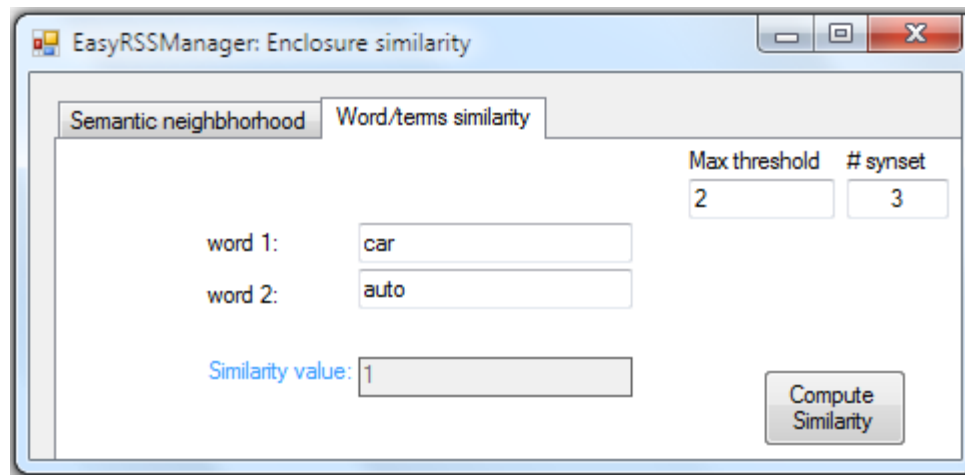 EasyRSSManager: Enclosure similarity
Semantic neighbhorhood Word/terms similarity
Max threshold # synset
2 3
word 1: car
word 2: auto
Similarity value: 1
Compute
Similarity